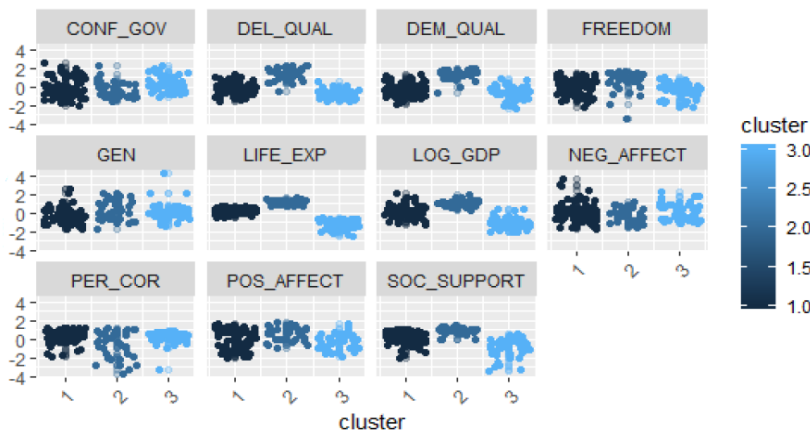 CONF_GOV DEL_QUAL DEM_QUAL FREEDOM
4
2
0
-2
-4
GEN LIFE_EXP LOG_GDP NEG_AFFECT
4
2
0
-2
-4
1 2 3
PER_COR POS_AFFECT SOC_SUPPORT
4
2
0
-2
-4
1 2 3 1 2 3 1 2 3
cluster
cluster
3.0
2.5
2.0
1.5
1.0